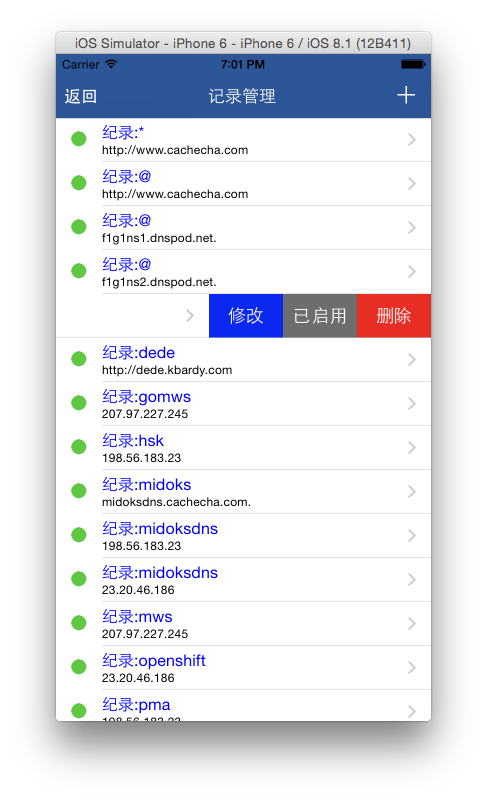 iOS Simulator - iPhone 6 - iPhone 6 / iOS 8.1 (12B411)
Carrier 7:01 PM
返回 记录管理
纪录:*
http://www.cachecha.com
纪录:@
http://www.cachecha.com
纪录:@
f1g1ns1.dnspod.net.
纪录:@
f1g1ns2.dnspod.net.
修改 已启用 删除
纪录:dede
http://dede.kbardy.com
纪录:gomws
207.97.227.245
纪录:hsk
198.56.183.23
纪录:midoks
midoksdns.cachecha.com.
纪录:midoksdns
198.56.183.23
纪录:midoksdns
23.20.46.186
纪录:mws
207.97.227.245
纪录:openshift
23.20.46.186
纪录:pma
198.56.183.23